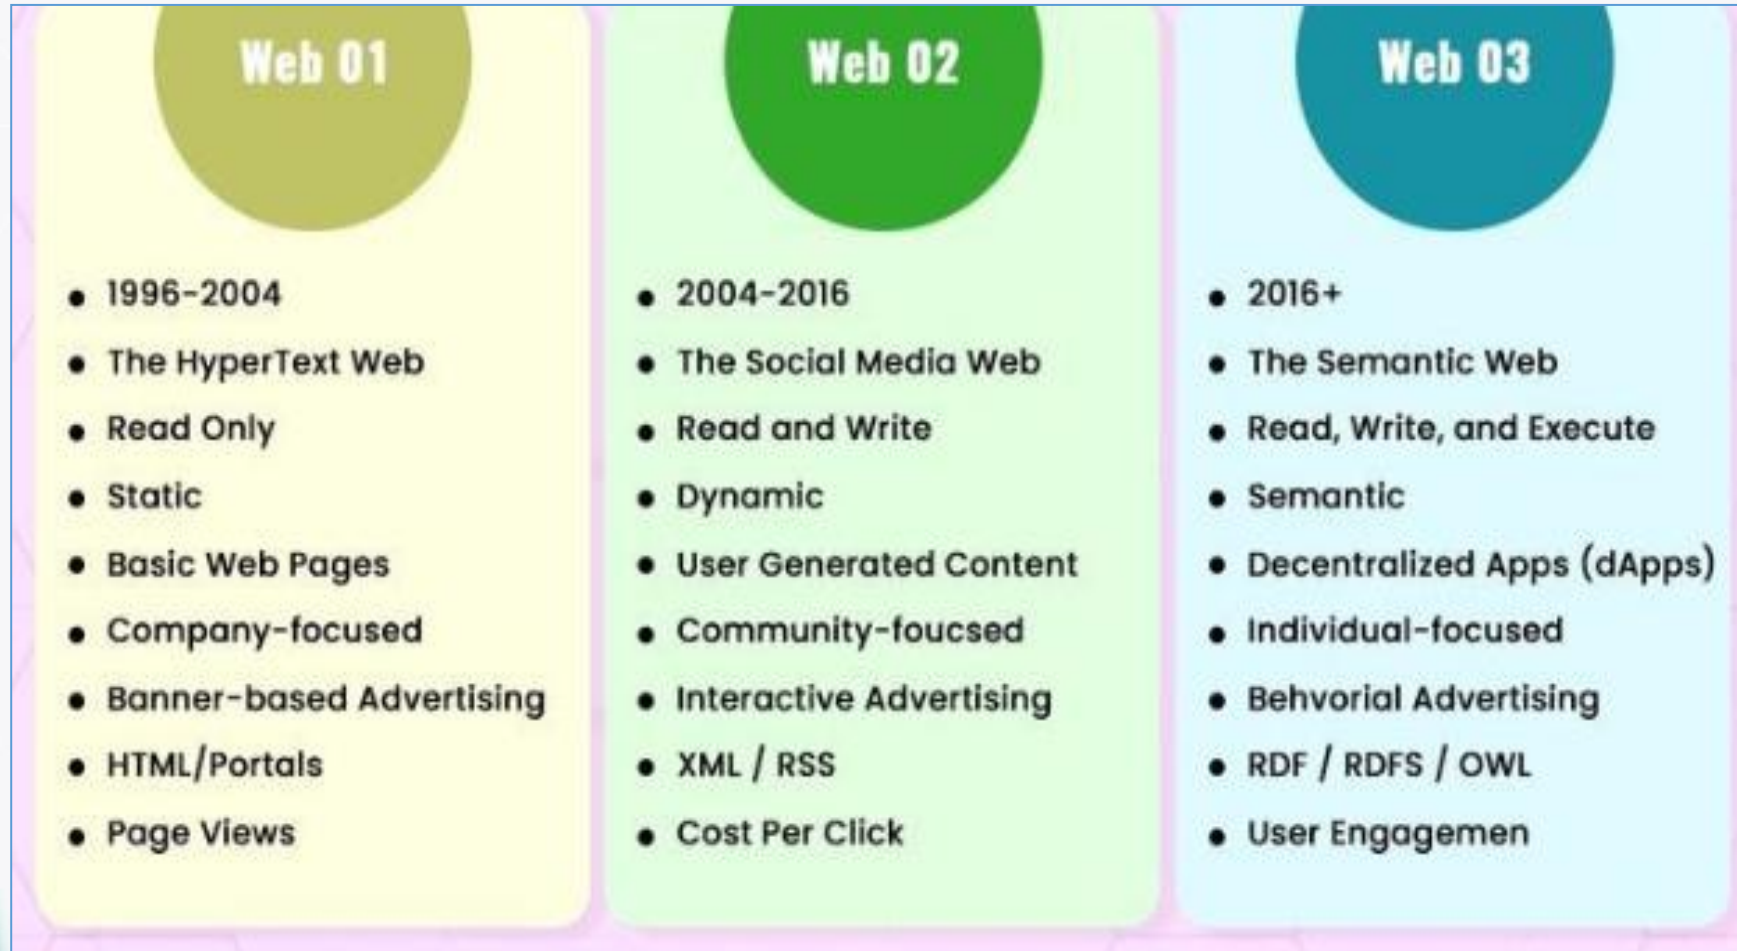 Web 01
1996-2004
The HyperText Web
Read Only
Static
Basic Web Pages
Company-focused
Banner-based Advertising
HTML/Portals
Page Views
Web 02
2004-2016
The Social Media Web
Read and Write
Dynamic
User Generated Content
Community-foucsed
Interactive Advertising
XML / RSS
Cost Per Click
Web 03
2016+
The Semantic Web
Read, Write, and Execute
Semantic
Decentralized Apps (dApps)
Individual-focused
Behvorial Advertising
RDF / RDFS / OWL
User Engagemen